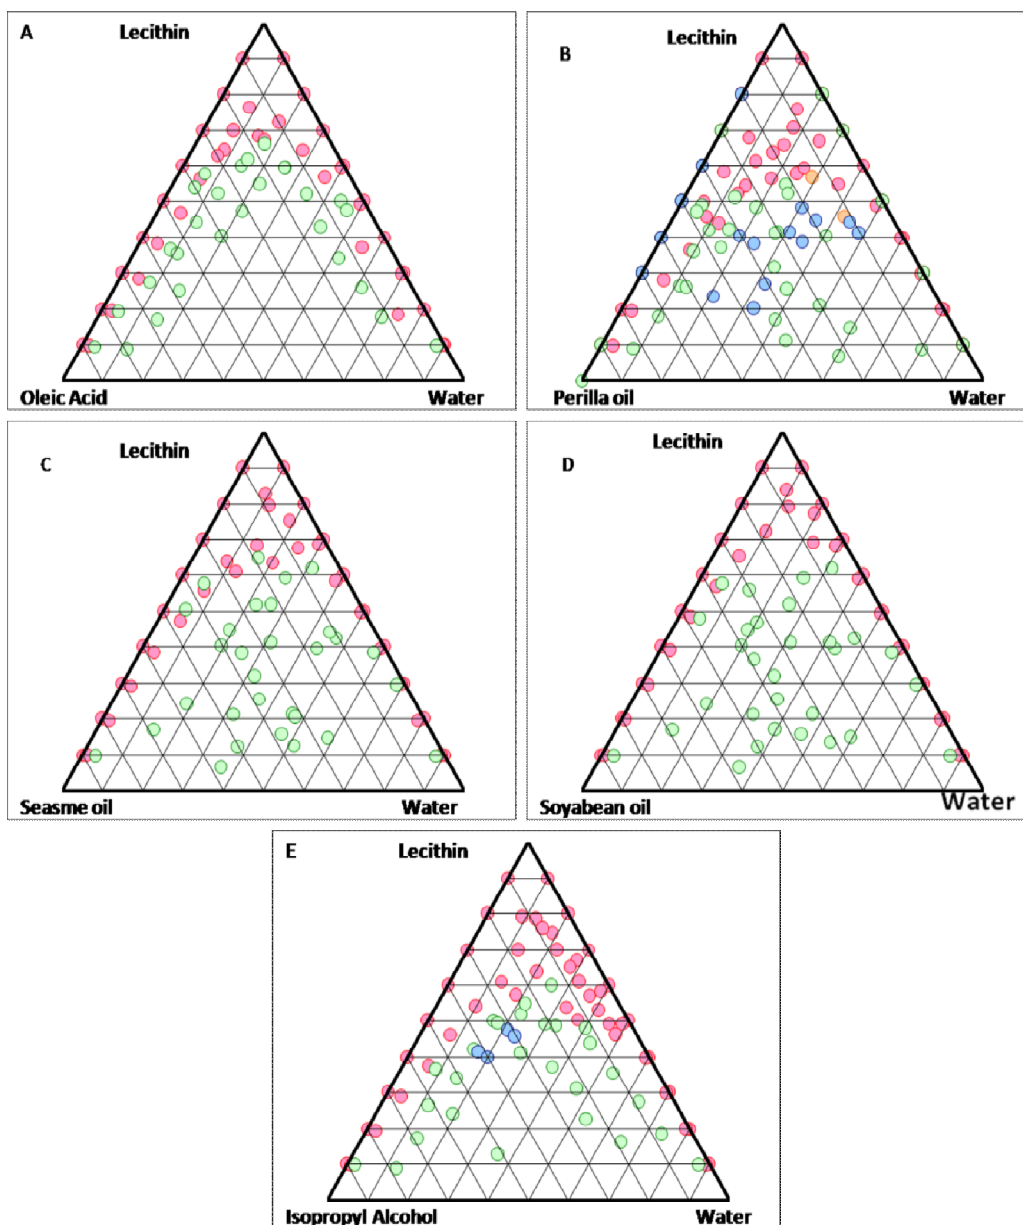 A
Lecithin
Oleic Acid
Water
B
Lecithin
Perilla oil
Water
C
Lecithin
Seasme oil
Water
D
Lecithin
Soyabean oil
Water
E
Lecithin
Isopropyl Alcohol
Water